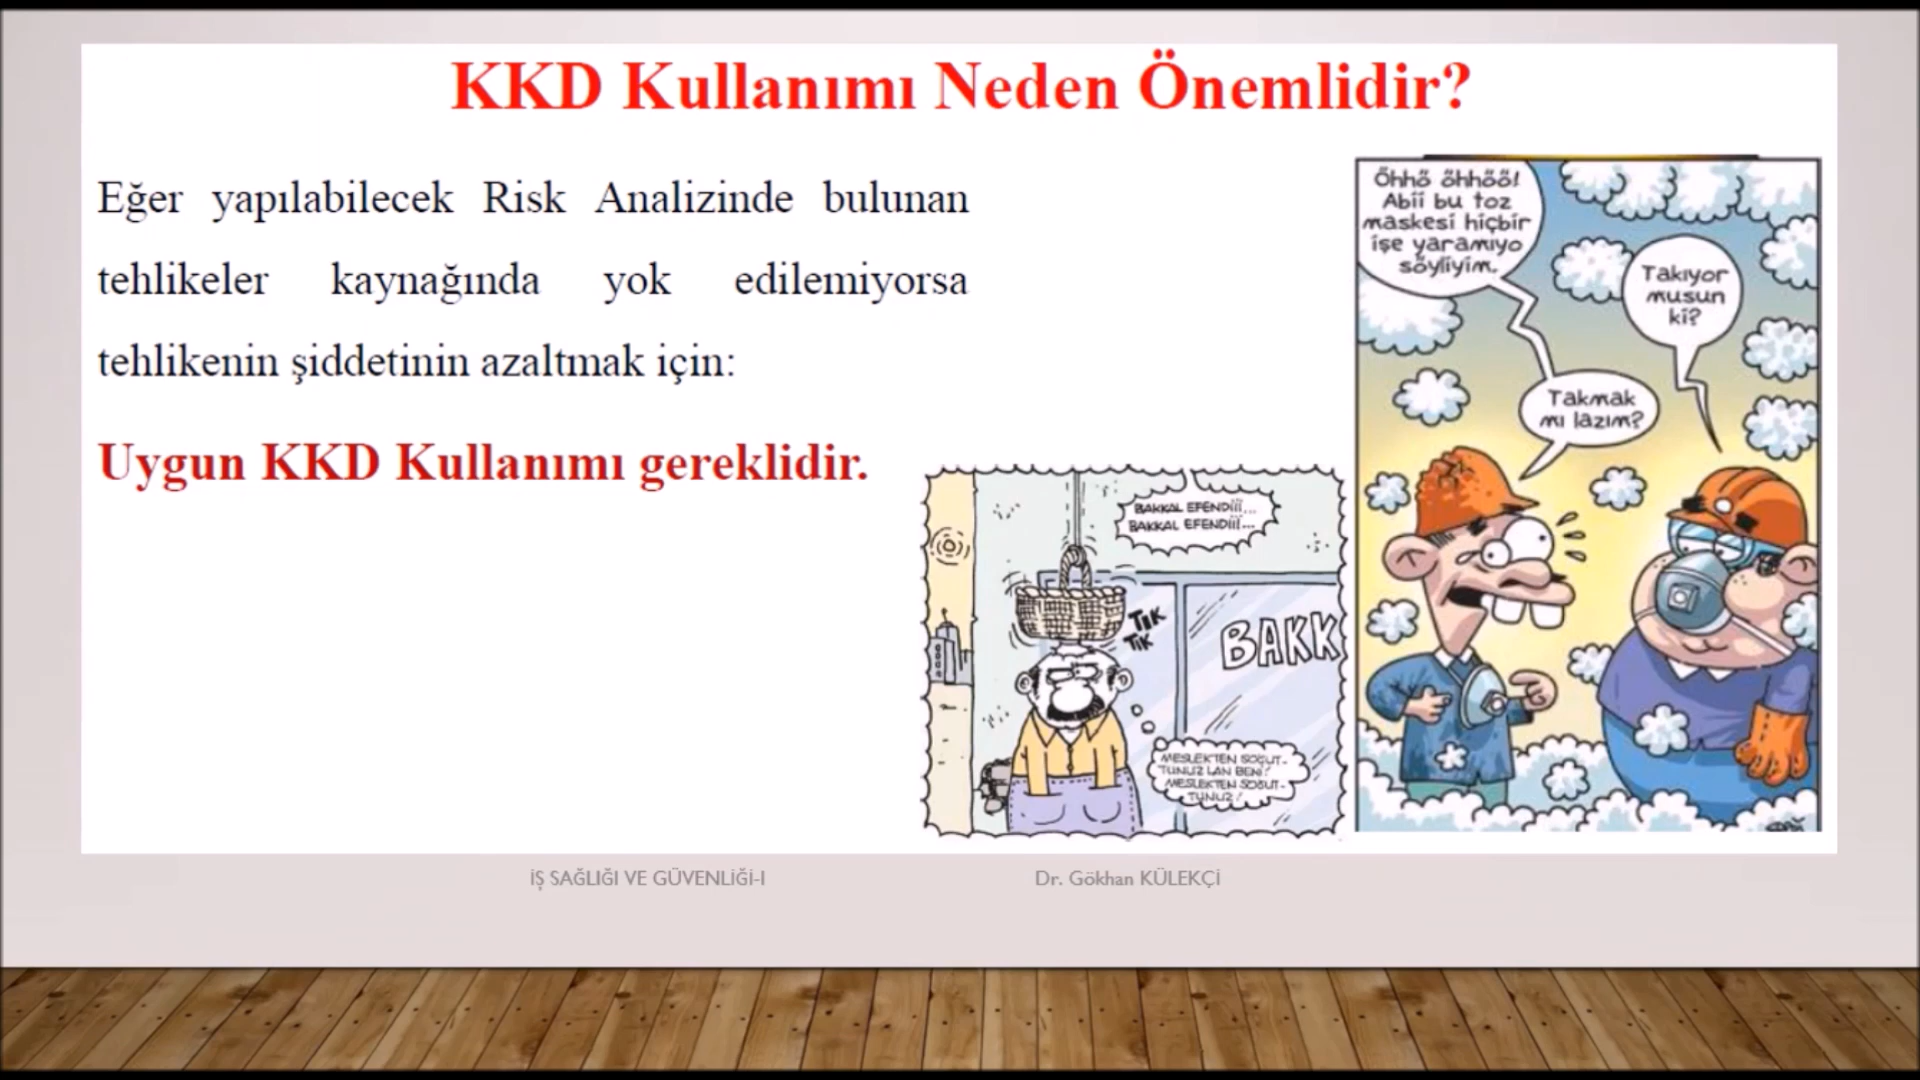 KKD Kullanımı Neden Önemlidir?
Eğer yapılabilecek Risk Analizinde bulunan
tehlikeler kaynağında yok edilemiyorsa
tehlikenin şiddetinin azaltmak için:
Uygun KKD Kullanımı gereklidir.
BAKKAL EFENDİİİ...
BAKKAL EFENDİİİ...
TIK
TIK
BAKK
MESLEKTEN SOĞUT-
TUNUZ LAN BENİ!
MESLEKTEN SOĞUT-
TUNUZ!
Öhhö öhhöö!
Abii bu toz
maskesi hiçbir
işe yaramıyo
söyliyim.
Takıyor
musun
ki?
Takmak
mı lazım?
İŞ SAĞLIĞI VE GÜVENLİĞİ-I
Dr. Gökhan KÜLEKÇİ